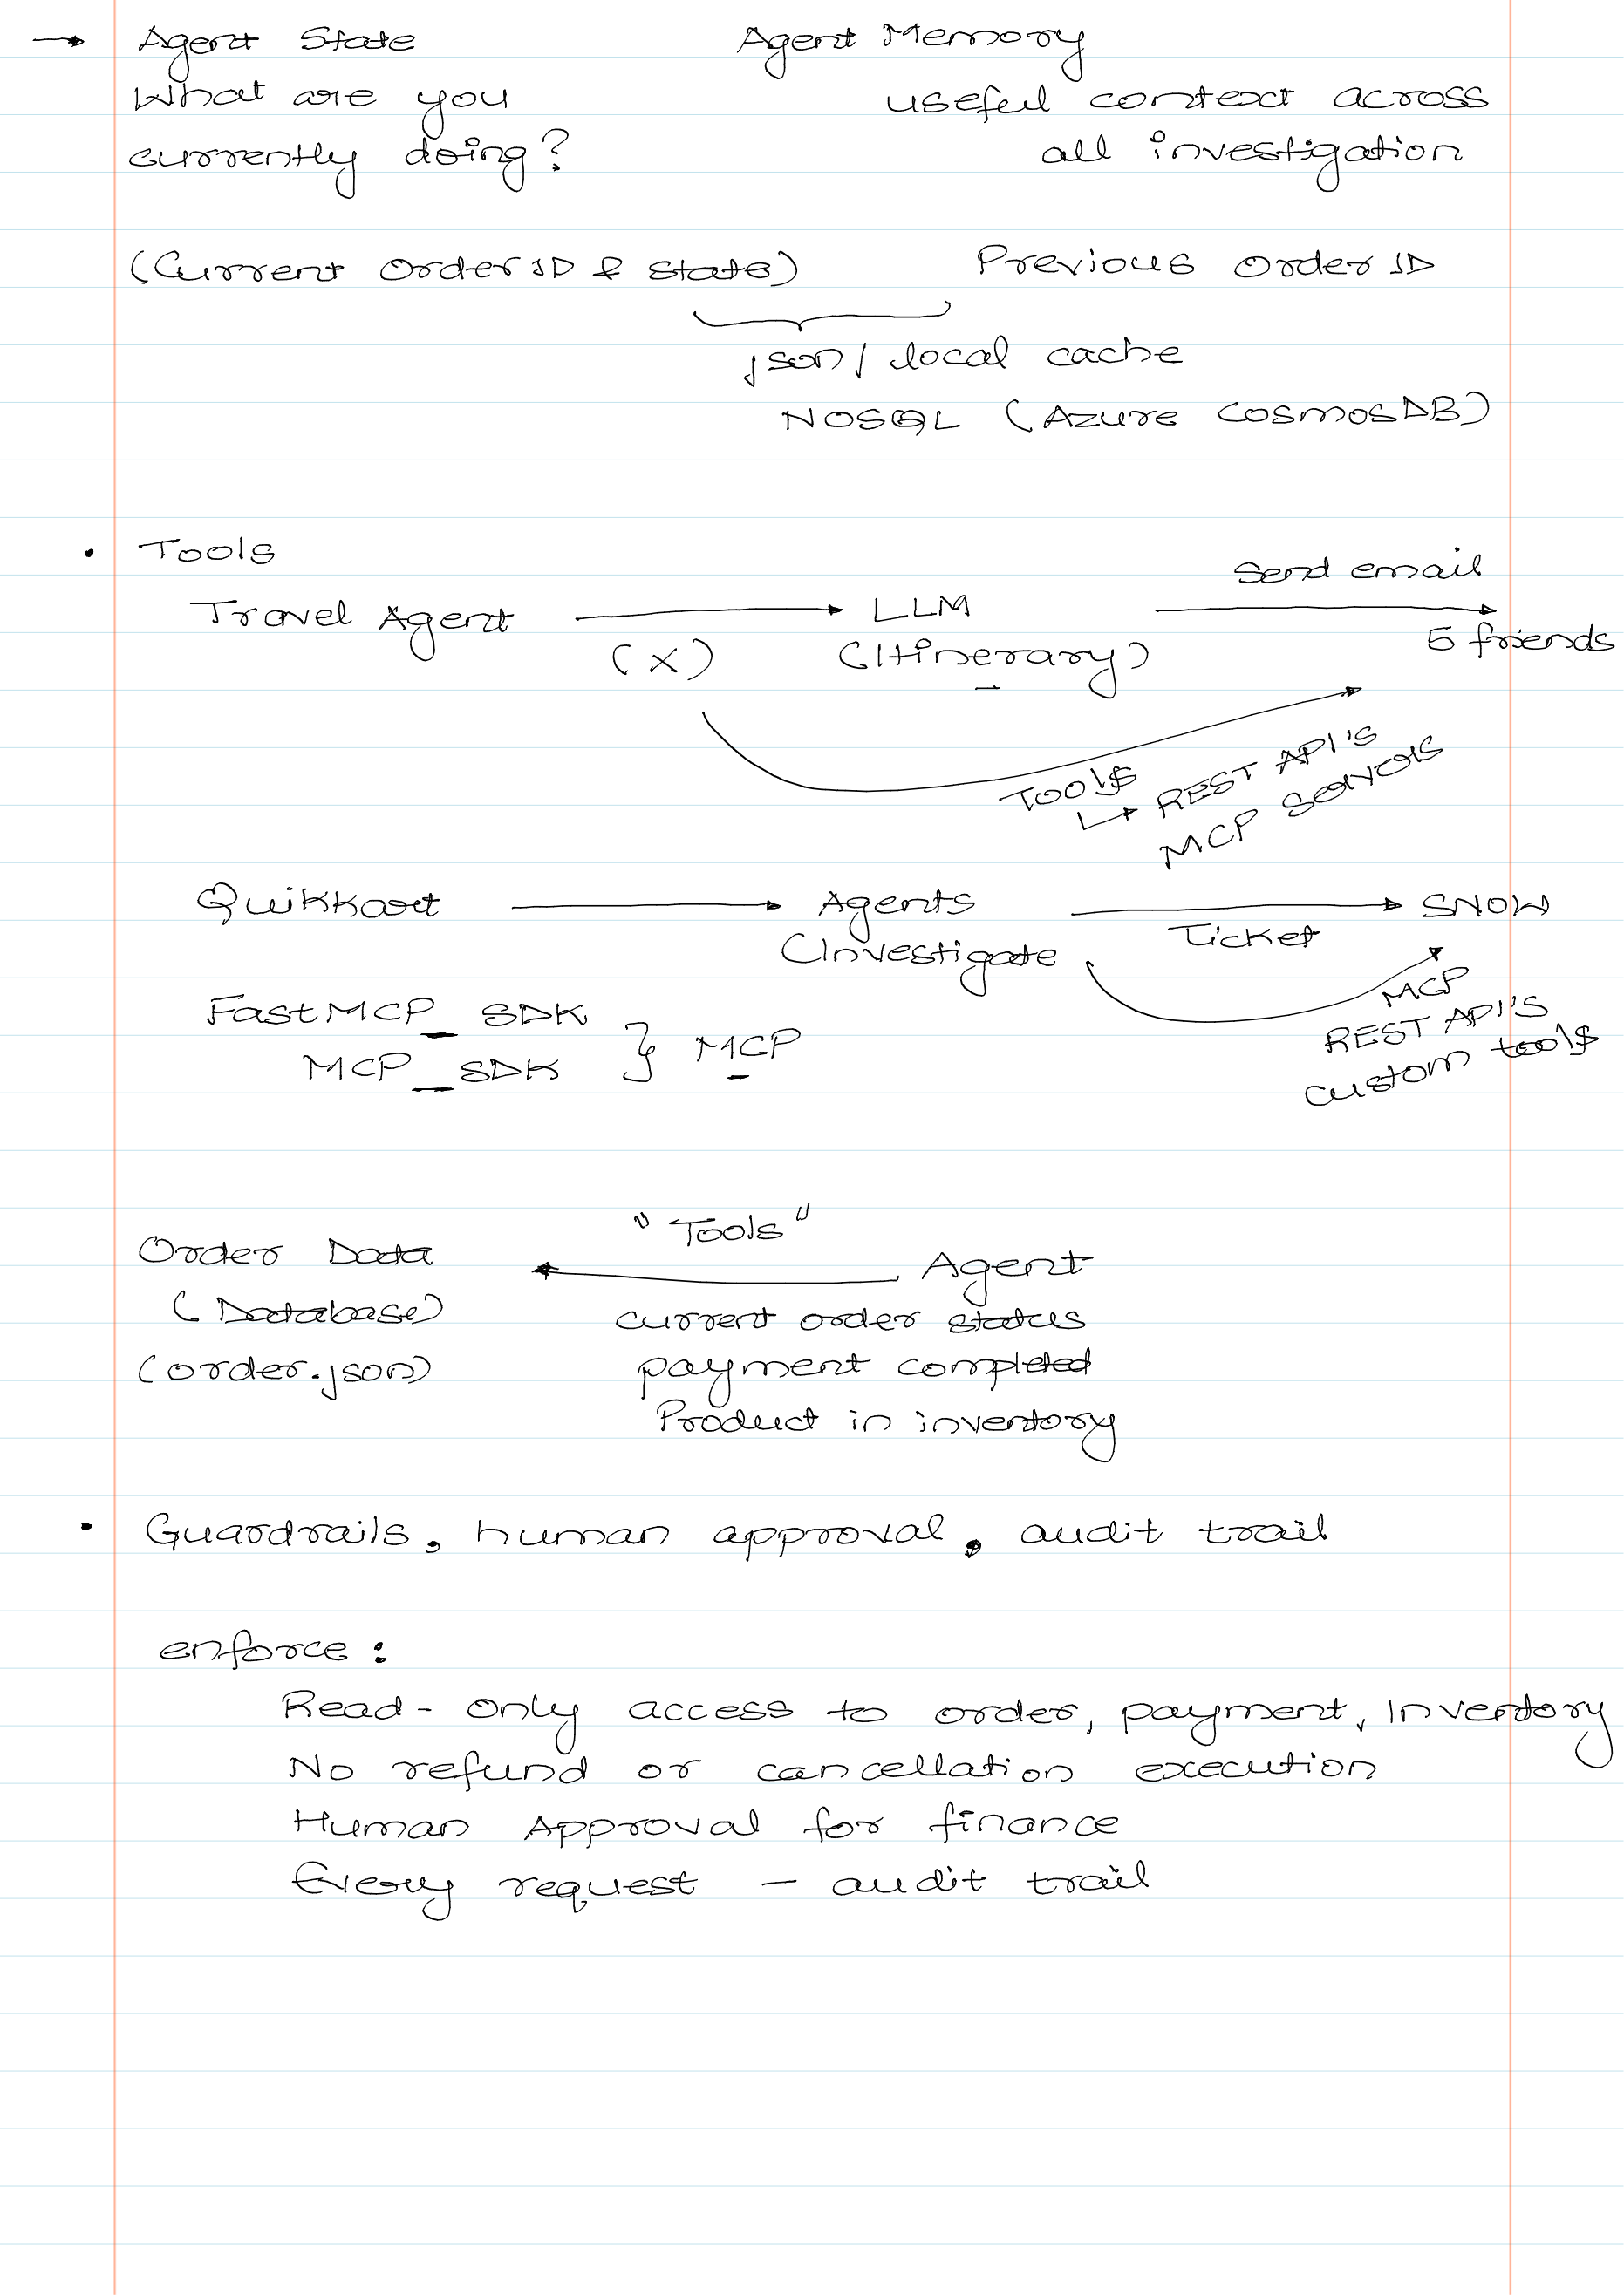 → Agent State Agent Memory
What are you useful context across
currently doing? all investigation
(Current Order ID & state) Previous Order ID
json / local cache
NOSQL (Azure CosmosDB)
• Tools
Send email
Travel Agent → LLM →
(x) (Itinerary) 5 friends
Tools
↳ REST API's
MCP Servers
Quikkart → Agents → SNOW
(Investigate Ticket
MCP
REST API's
custom tools
FastMCP_SDK
MCP_SDK } MCP
"Tools"
Order Data ← Agent
(Database) current order status
(order.json) payment completed
Product in inventory
• Guardrails, human approval, audit trail
enforce:
Read-Only access to order, payment, Inventory
No refund or cancellation execution
Human Approval for finance
Every request - audit trail